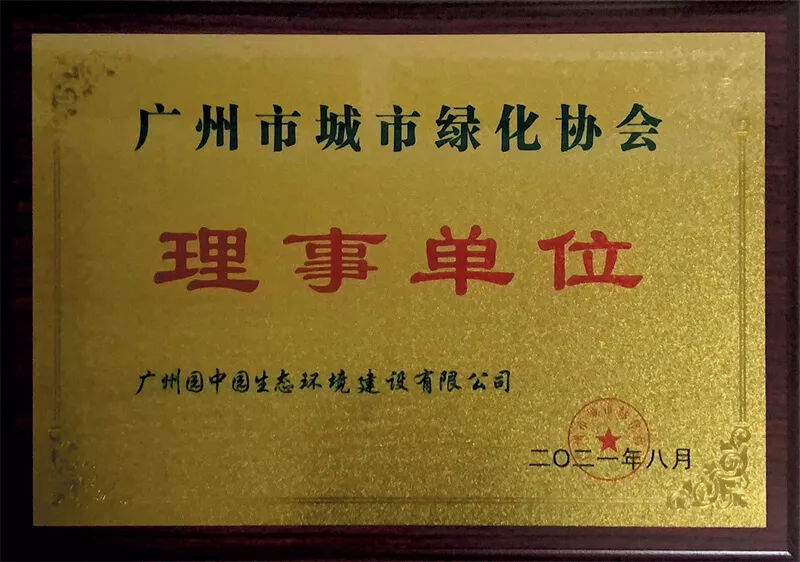 广州市城市绿化协会
理事单位
广州园中园生态环境建设有限公司
二〇二一年八月